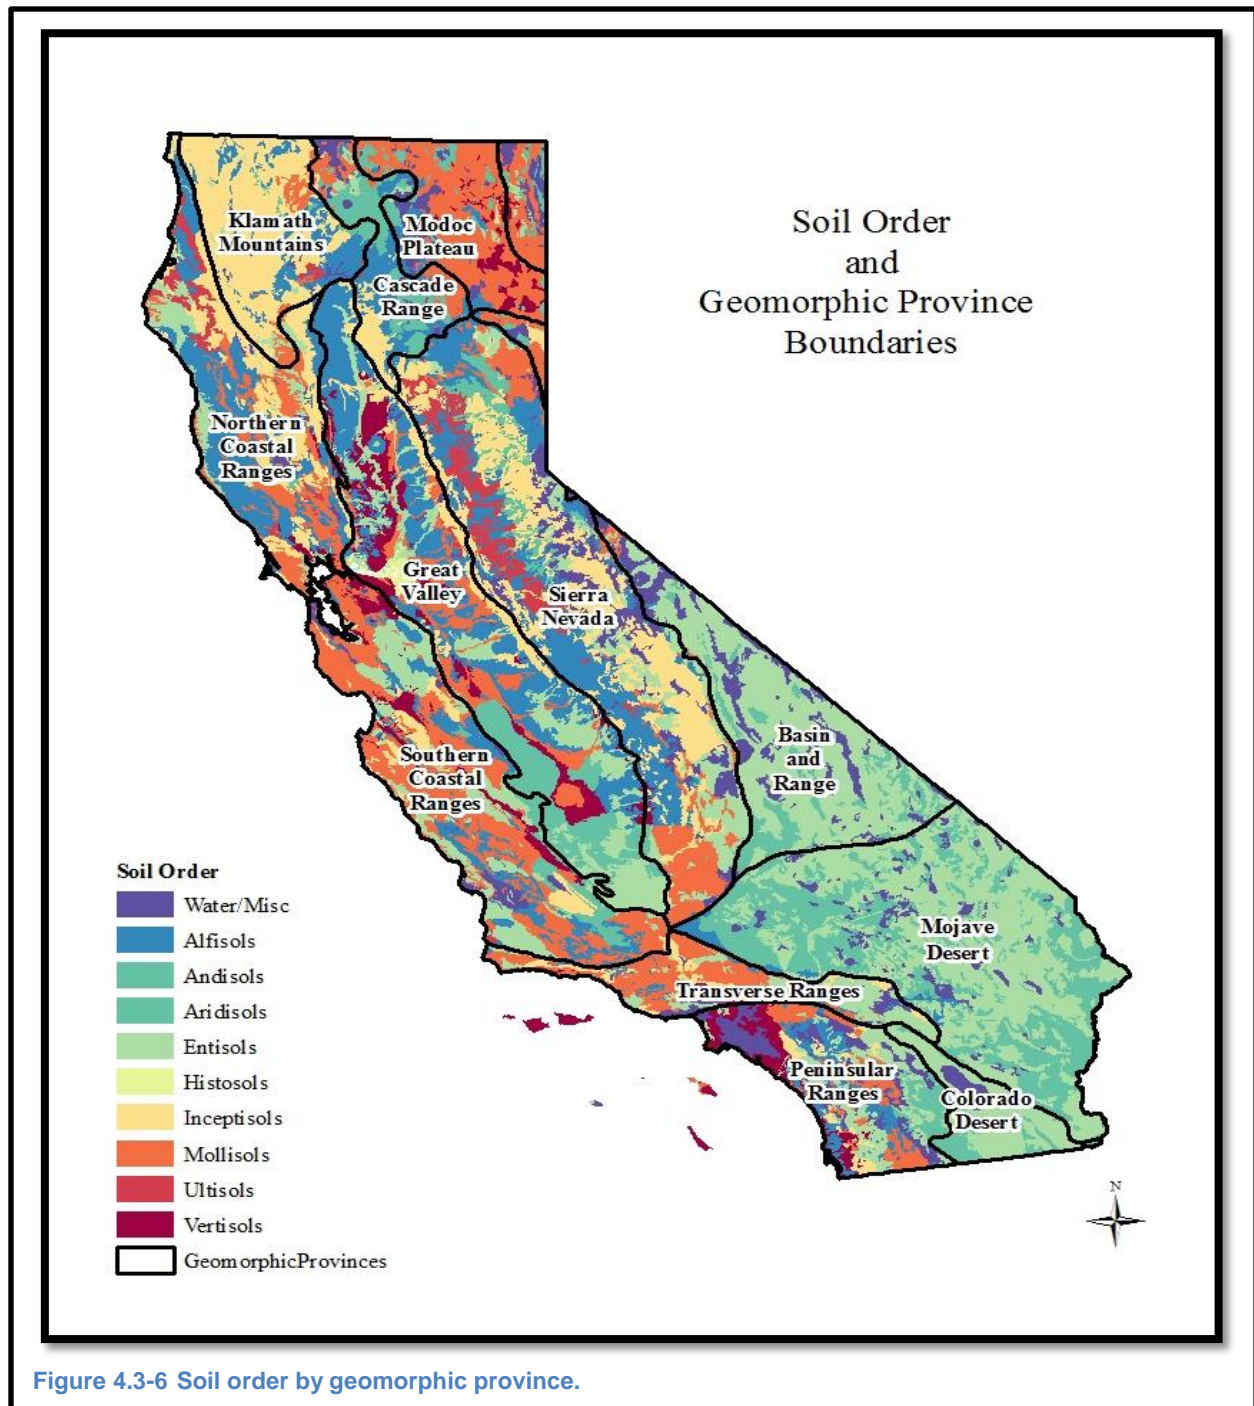 Soil Order
and
Geomorphic Province
Boundaries
Klamath
Mountains
Modoc
Plateau
Cascade
Range
Northern
Coastal
Ranges
Great
Valley
Sierra
Nevada
Basin
and
Range
Southern
Coastal
Ranges
Mojave
Desert
Transverse Ranges
Peninsular
Ranges
Colorado
Desert
Soil Order
Water/Misc
Alfisols
Andisols
Aridisols
Entisols
Histosols
Inceptisols
Mollisols
Ultisols
Vertisols
GeomorphicProvinces
N
Figure 4.3-6 Soil order by geomorphic province.